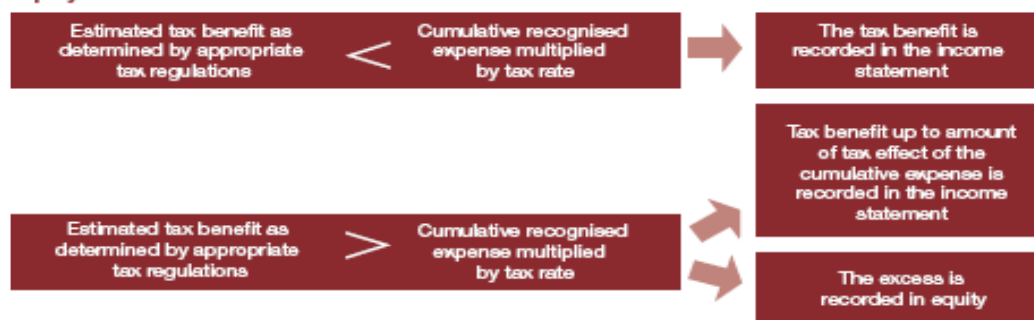 Estimated tax benefit as
determined by appropriate
tax regulations
<
Cumulative recognised
expense multiplied
by tax rate
The tax benefit is
recorded in the income
statement
Tax benefit up to amount
of tax effect of the
cumulative expense is
recorded in the income
statement
Estimated tax benefit as
determined by appropriate
tax regulations
>
Cumulative recognised
expense multiplied
by tax rate
The excess is
recorded in equity